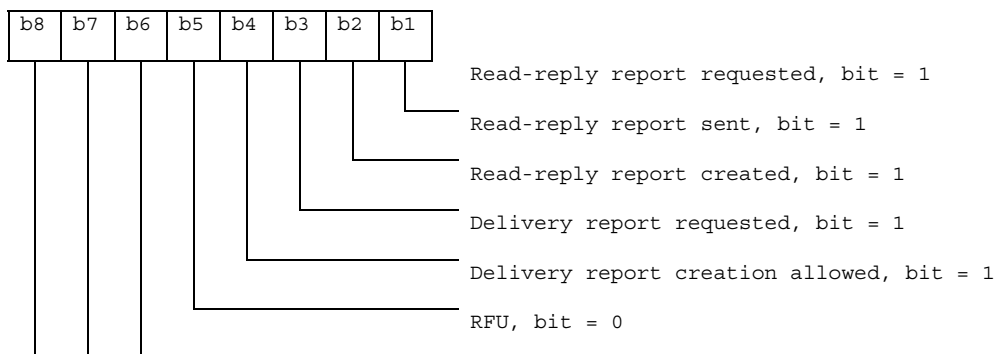 b8 b7 b6 b5 b4 b3 b2 b1
Read-reply report requested, bit = 1
Read-reply report sent, bit = 1
Read-reply report created, bit = 1
Delivery report requested, bit = 1
Delivery report creation allowed, bit = 1
RFU, bit = 0